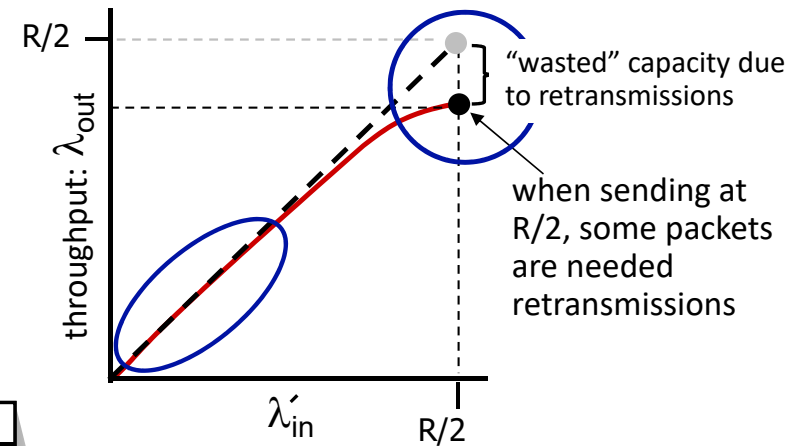 R/2
“wasted” capacity due
to retransmissions
throughput: λout
when sending at
R/2, some packets
are needed
retransmissions
λ′in
R/2